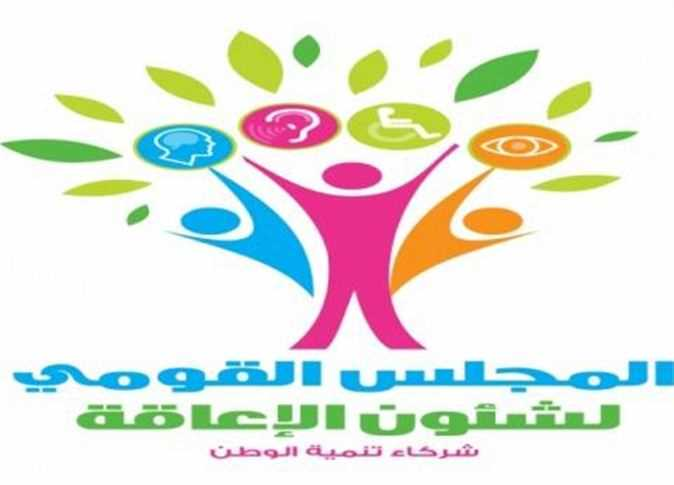 المجلس القومي
لشئون الإعاقة
شركاء تنمية الوطن